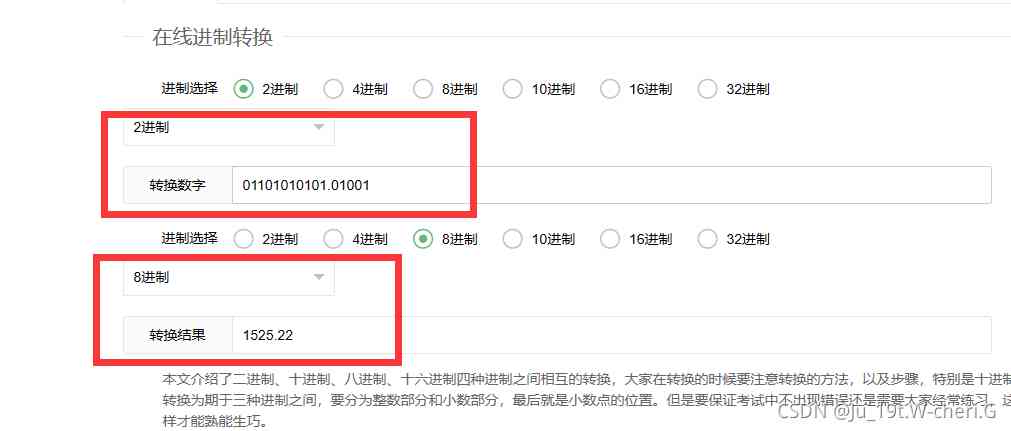 在线进制转换
进制选择 2进制 4进制 8进制 10进制 16进制 32进制
2进制
转换数字 01101010101.01001
进制选择 2进制 4进制 8进制 10进制 16进制 32进制
8进制
转换结果 1525.22
本文介绍了二进制、十进制、八进制、十六进制四种进制之间相互的转换，大家在转换的时候要注意转换的方法，以及步骤，特别是十进制
转换为期于三种进制之间，要分为整数部分和小数部分，最后就是小数点的位置。但是要保证考试中不出现错误还是需要大家经常练习，这
样才能熟能生巧。
CSDN @ju_19t.W-cheri.G